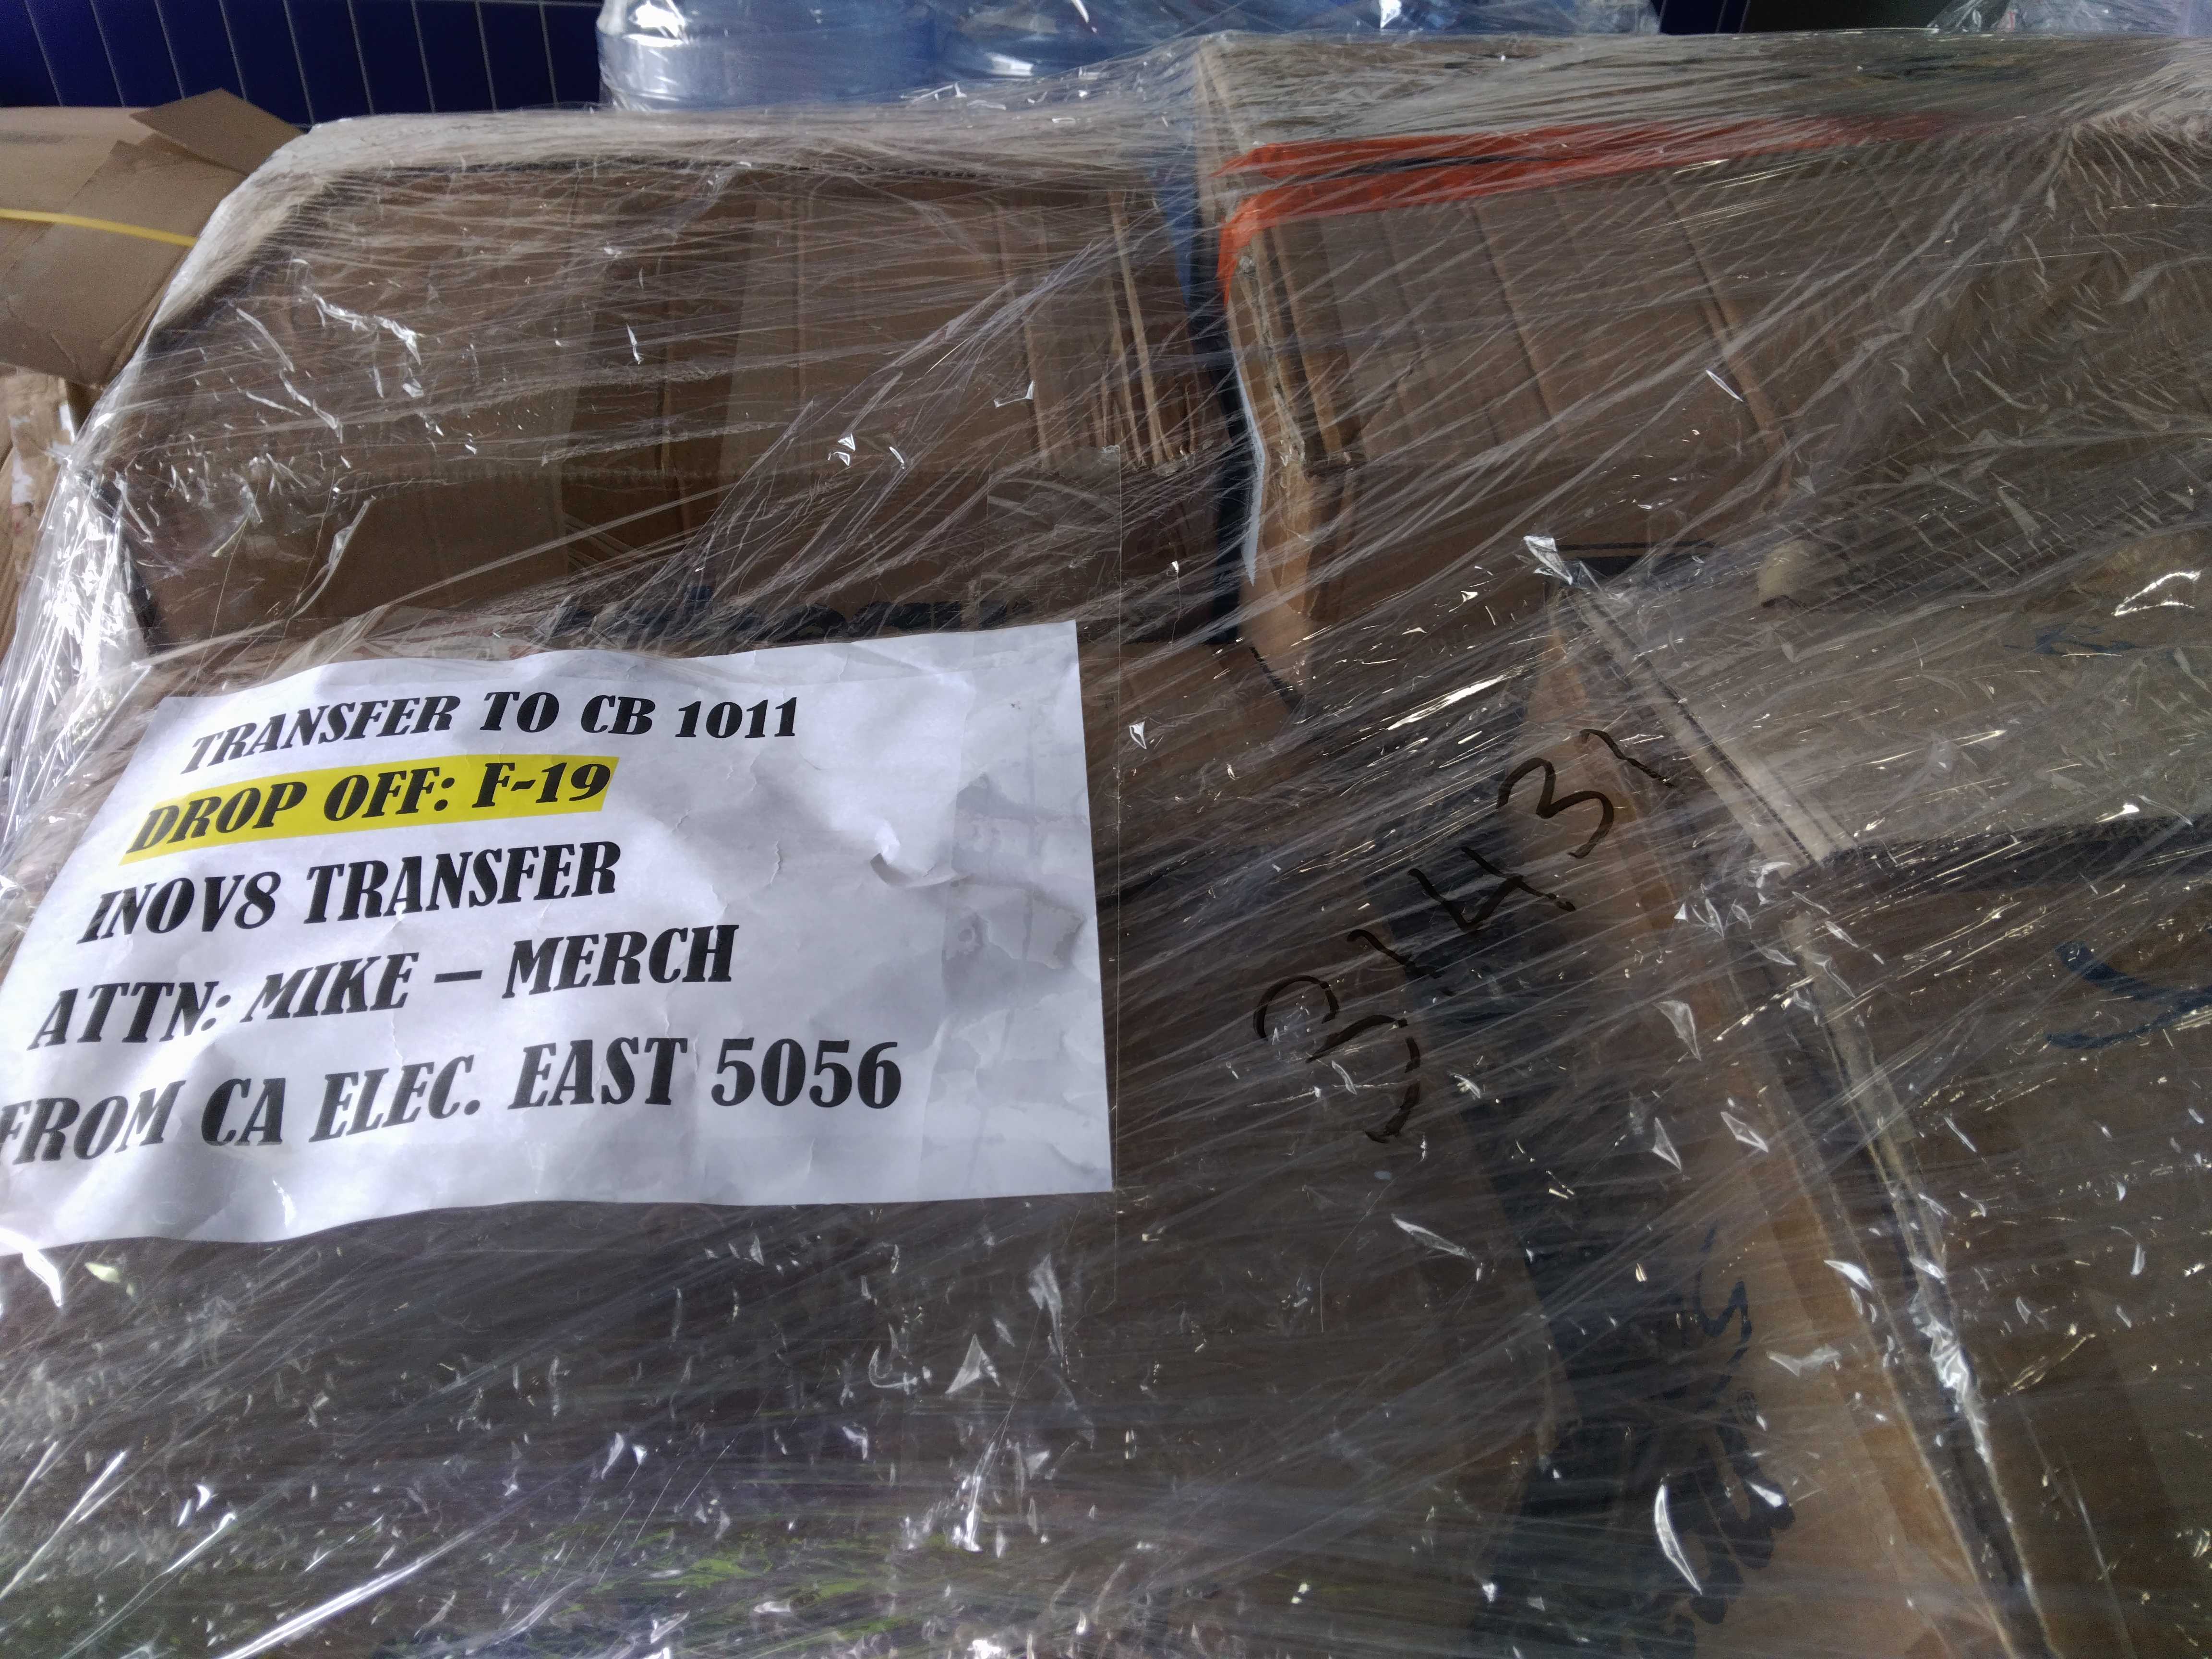 TRANSFER TO CB 1011
DROP OFF: F-19
INOV8 TRANSFER
ATTN: MIKE – MERCH
FROM CA ELEC. EAST 5056